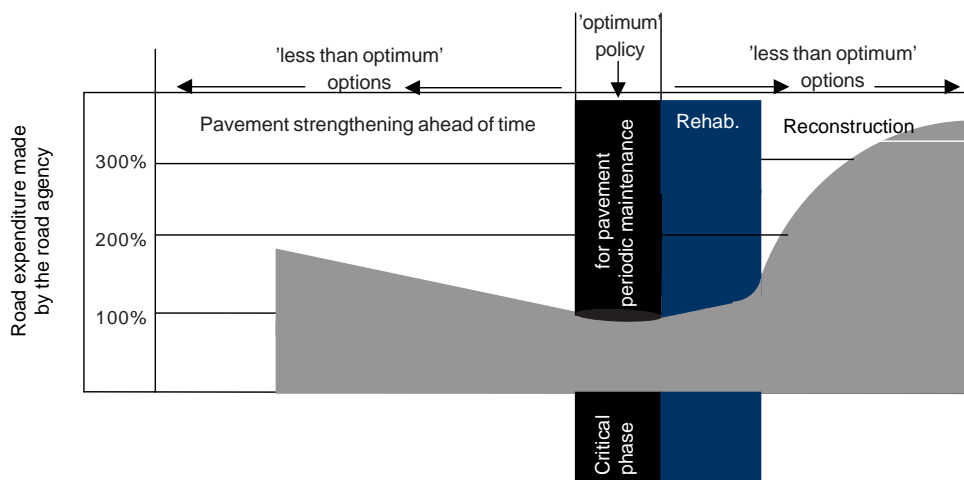 ’optimum’
policy
’less than optimum’
options
’less than optimum’
options
Pavement strengthening ahead of time
Rehab.
Reconstruction
Road expenditure made
by the road agency
300%
200%
100%
for pavement
periodic maintenance
Critical
phase